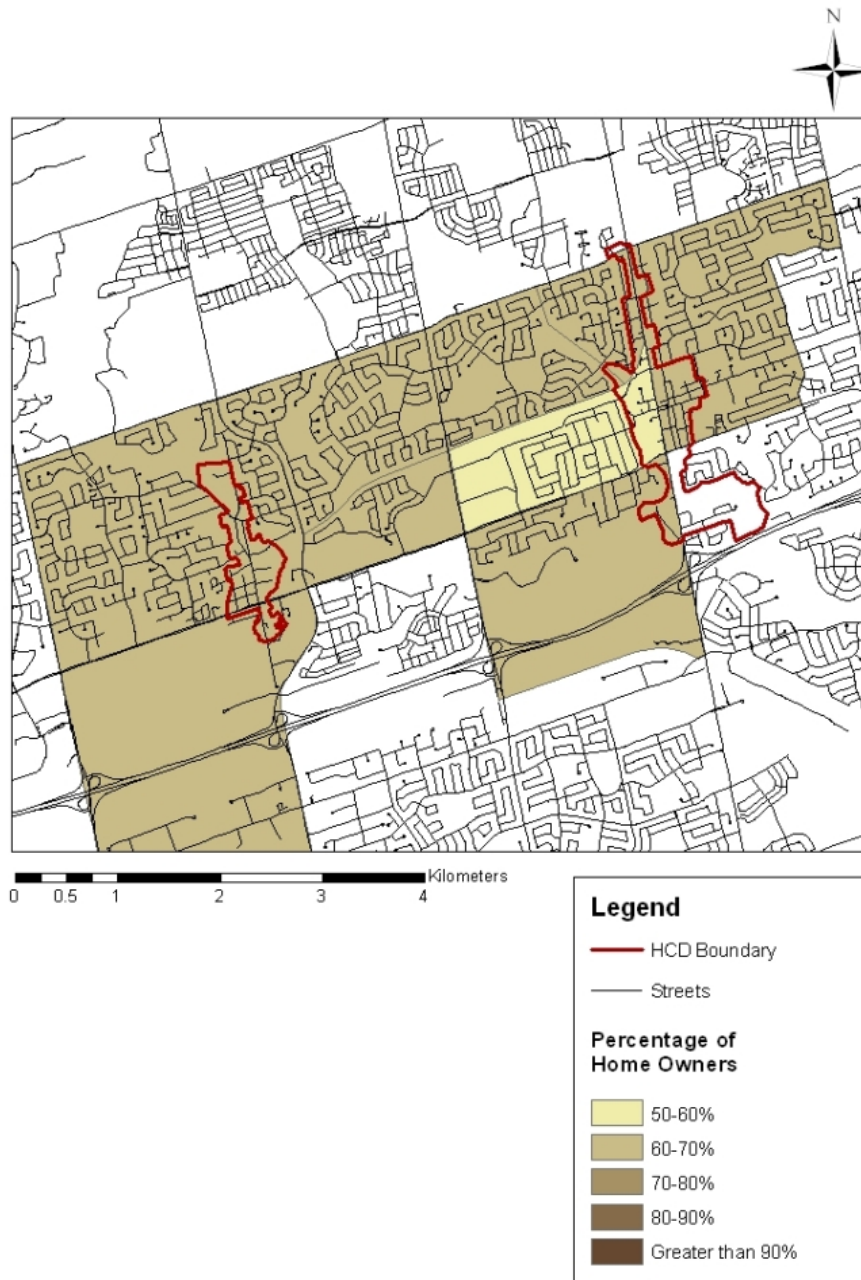 N
Kilometers
0 0.5 1 2 3 4
Legend
HCD Boundary
Streets
Percentage of
Home Owners
50-60%
60-70%
70-80%
80-90%
Greater than 90%